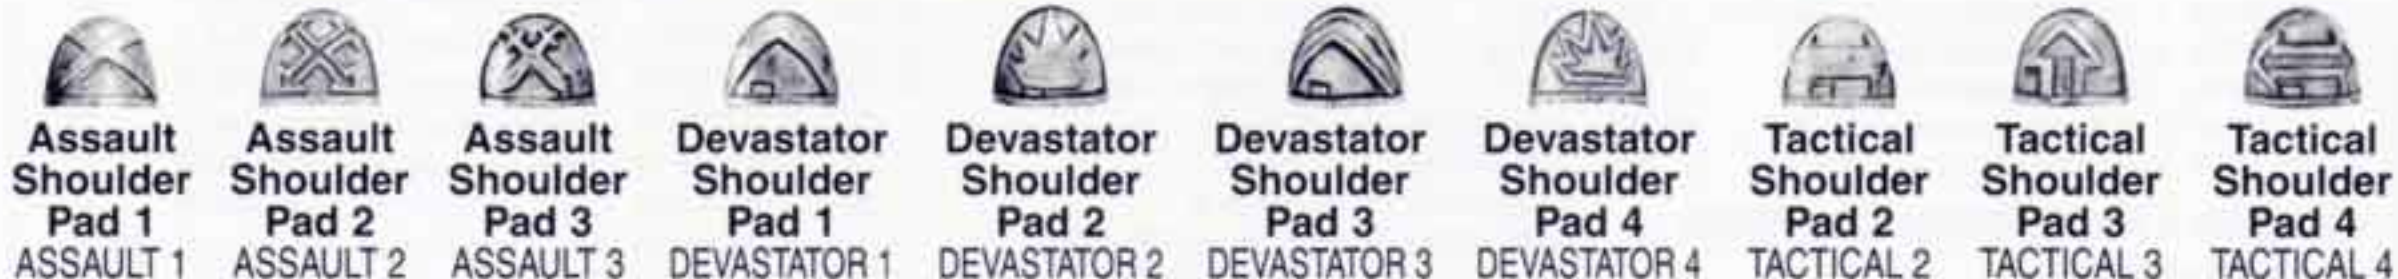 Assault Shoulder Pad 1 ASSAULT 1
Assault Shoulder Pad 2 ASSAULT 2
Assault Shoulder Pad 3 ASSAULT 3
Devastator Shoulder Pad 1 DEVASTATOR 1
Devastator Shoulder Pad 2 DEVASTATOR 2
Devastator Shoulder Pad 3 DEVASTATOR 3
Devastator Shoulder Pad 4 DEVASTATOR 4
Tactical Shoulder Pad 2 TACTICAL 2
Tactical Shoulder Pad 3 TACTICAL 3
Tactical Shoulder Pad 4 TACTICAL 4